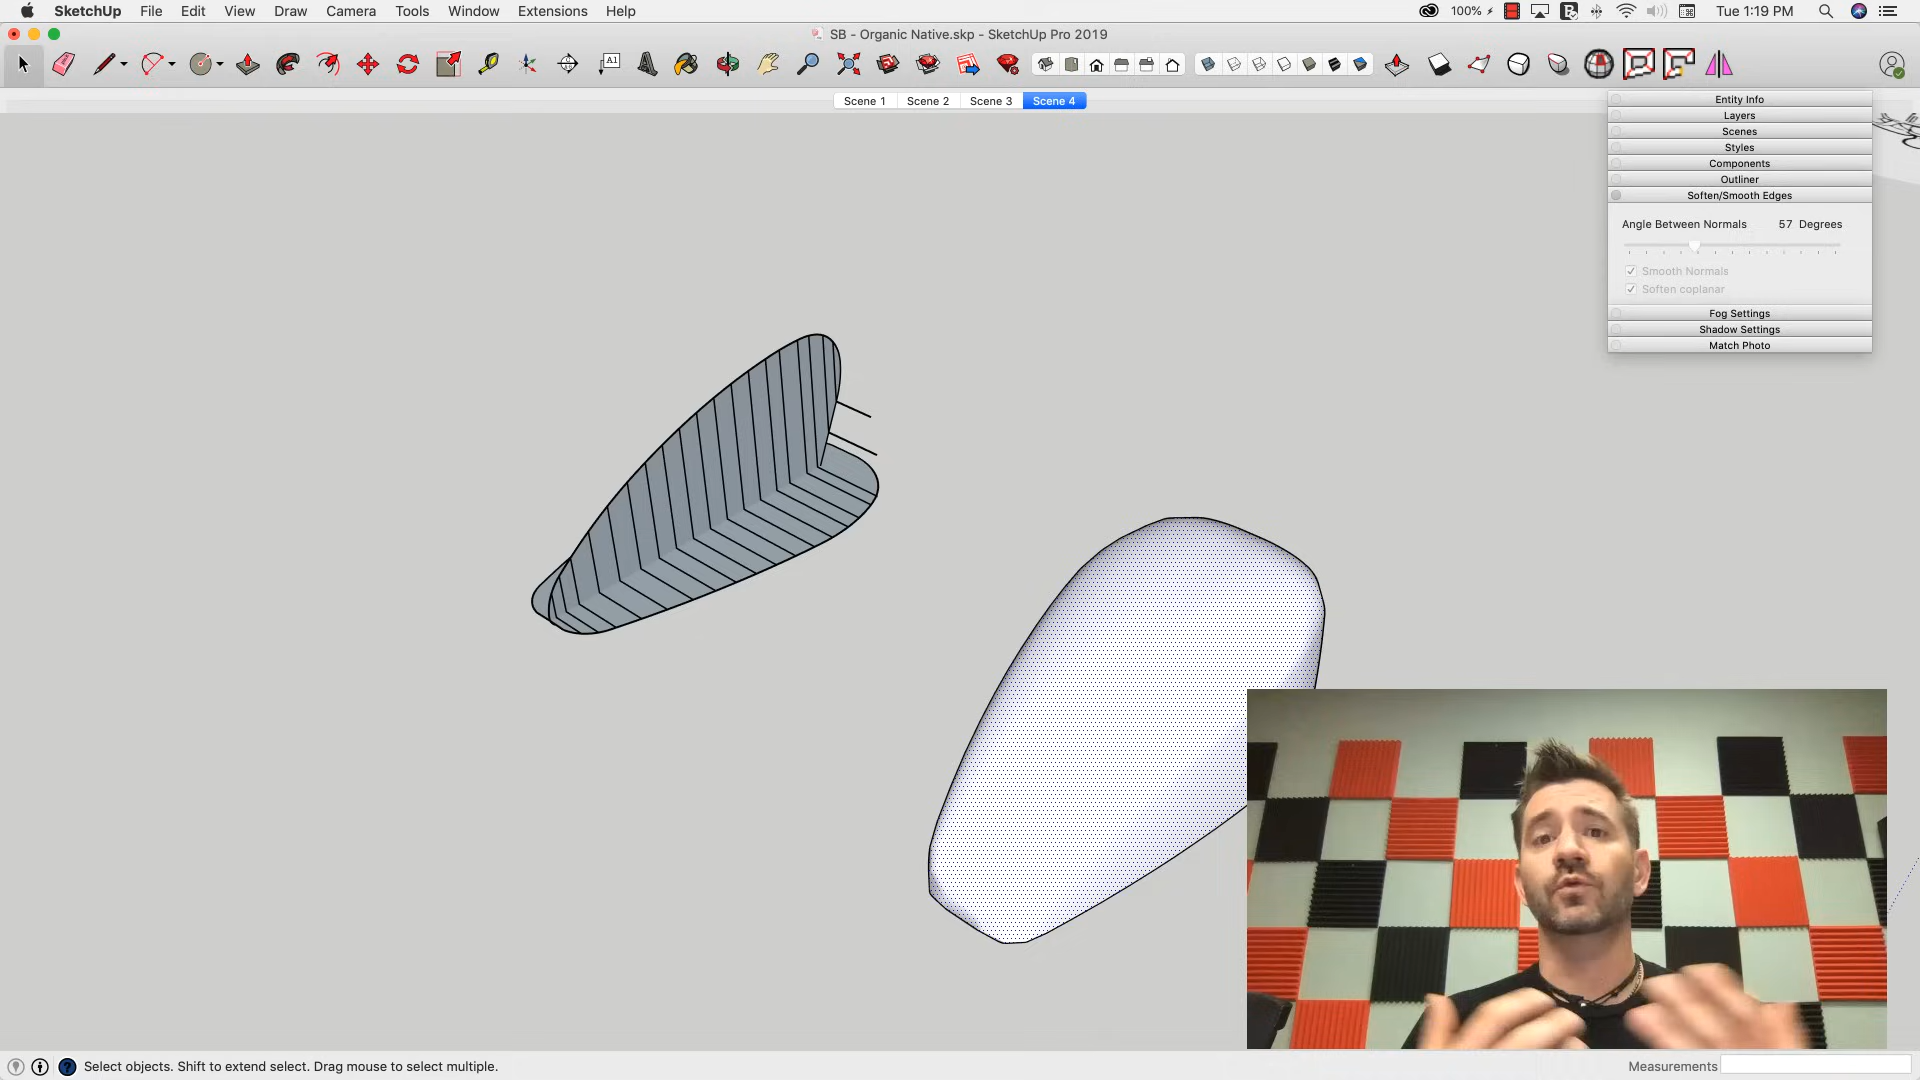 SketchUp File Edit View Draw Camera Tools Window Extensions Help 100% Tue 1:19 PM
SB - Organic Native.skp - SketchUp Pro 2019
A1
Scene 1 Scene 2 Scene 3 Scene 4
Entity Info
Layers
Scenes
Styles
Components
Outliner
Soften/Smooth Edges
Angle Between Normals 57 Degrees
Smooth Normals
Soften coplanar
Fog Settings
Shadow Settings
Match Photo
Select objects. Shift to extend select. Drag mouse to select multiple.
Measurements